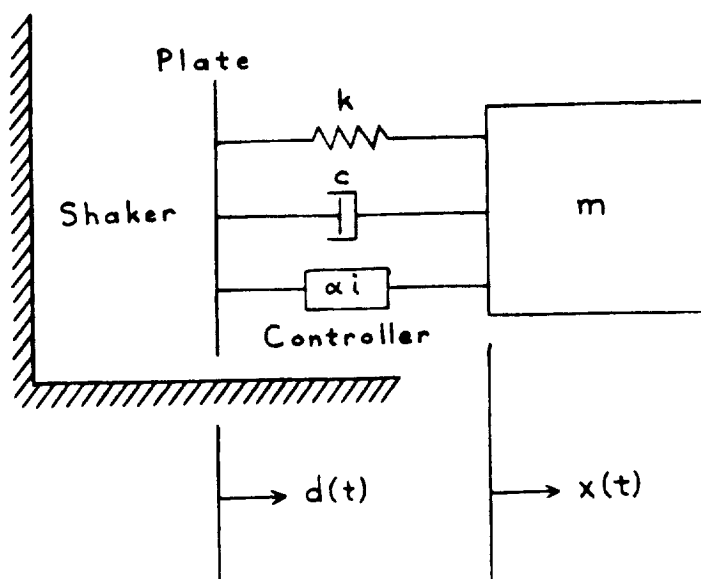 Plate
k
c
Shaker
m
αi
Controller
d(t)
x(t)